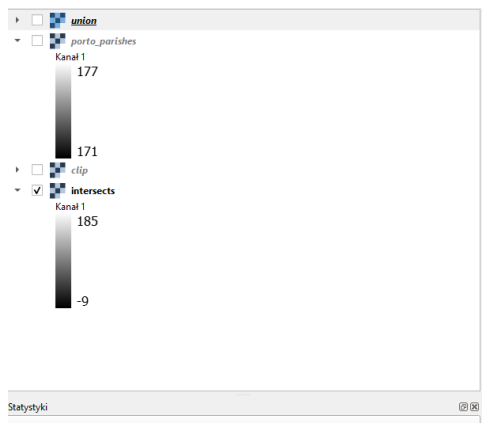 union
porto_parishes
Kanał 1
177
171
clip
intersects
Kanał 1
185
-9
Statystyki